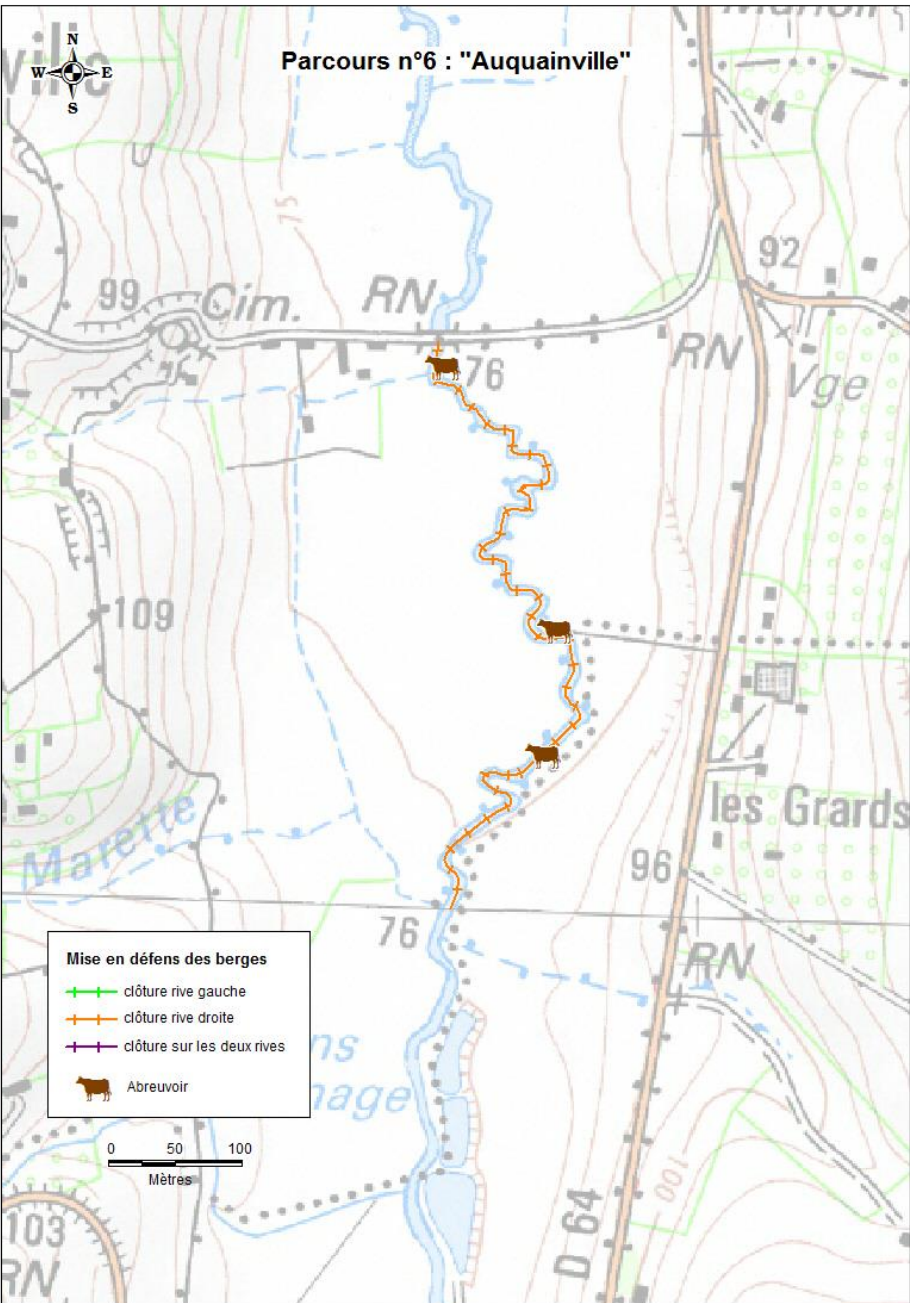 N
W E
S
Parcours n°6 : "Auquainville"
75
92
99
Cim.
RN
RN
76
Vge
109
les Grards
Marette
96
76
RN
Mise en défens des berges
clôture rive gauche
clôture rive droite
clôture sur les deux rives
Abreuvoir
0 50 100
Mètres
100
D 64
103
RN